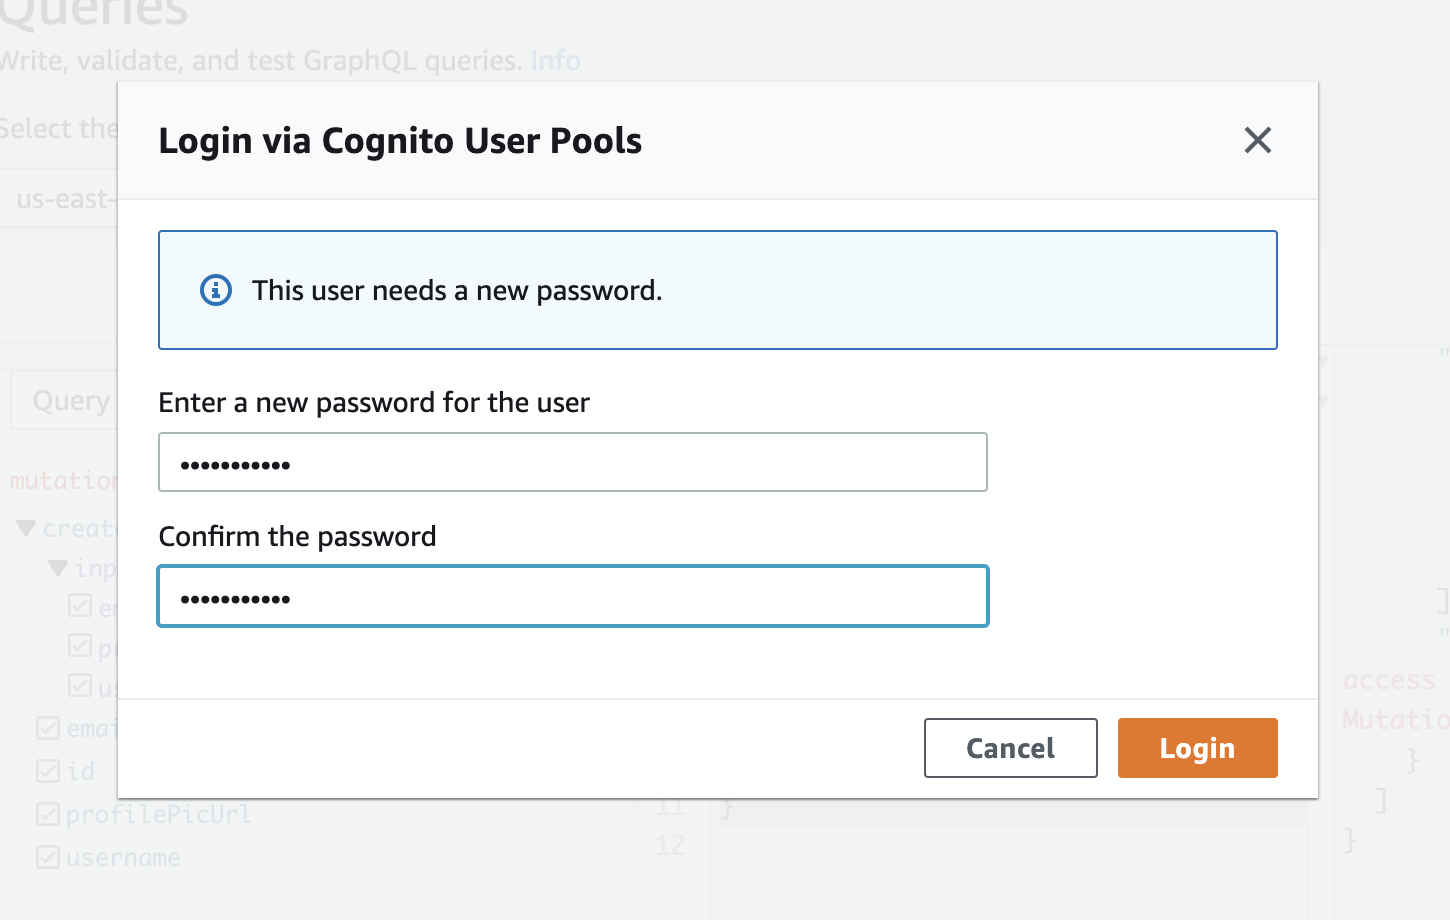 Queries
Write, validate, and test GraphQL queries. Info
Select the
us-east-
Login via Cognito User Pools
This user needs a new password.
Enter a new password for the user
•••••••••••
Confirm the password
•••••••••••
Cancel
Login
Query
mutation
create
inp
em
pr
us
emai
id
profilePicUrl
username
11
}
12
"
]
"
access
Mutatio
}
]
}